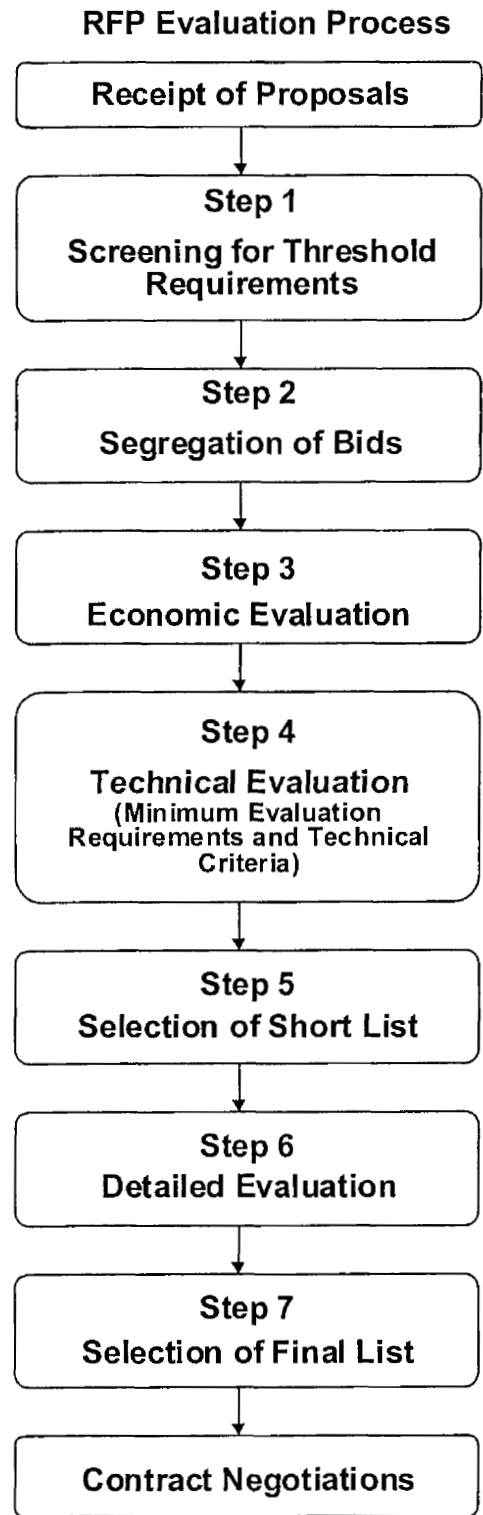 RFP Evaluation Process
Receipt of Proposals
Step 1
Screening for Threshold
Requirements
Step 2
Segregation of Bids
Step 3
Economic Evaluation
Step 4
Technical Evaluation
(Minimum Evaluation
Requirements and Technical
Criteria)
Step 5
Selection of Short List
Step 6
Detailed Evaluation
Step 7
Selection of Final List
Contract Negotiations